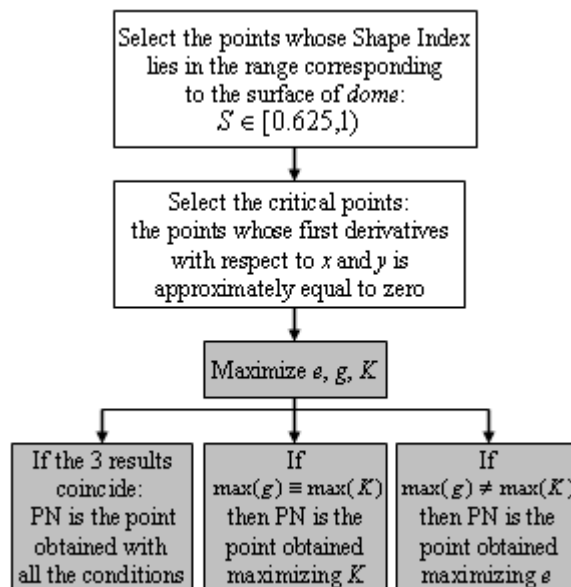 Select the points whose Shape Index
lies in the range corresponding
to the surface of dome:
S ∈ [0.625,1)
Select the critical points:
the points whose first derivatives
with respect to x and y is
approximately equal to zero
Maximize e, g, K
If the 3 results
coincide:
PN is the point
obtained with
all the conditions
If
max(g) ≡ max(K)
then PN is the
point obtained
maximizing K
If
max(g) ≠ max(K)
then PN is the
point obtained
maximizing e